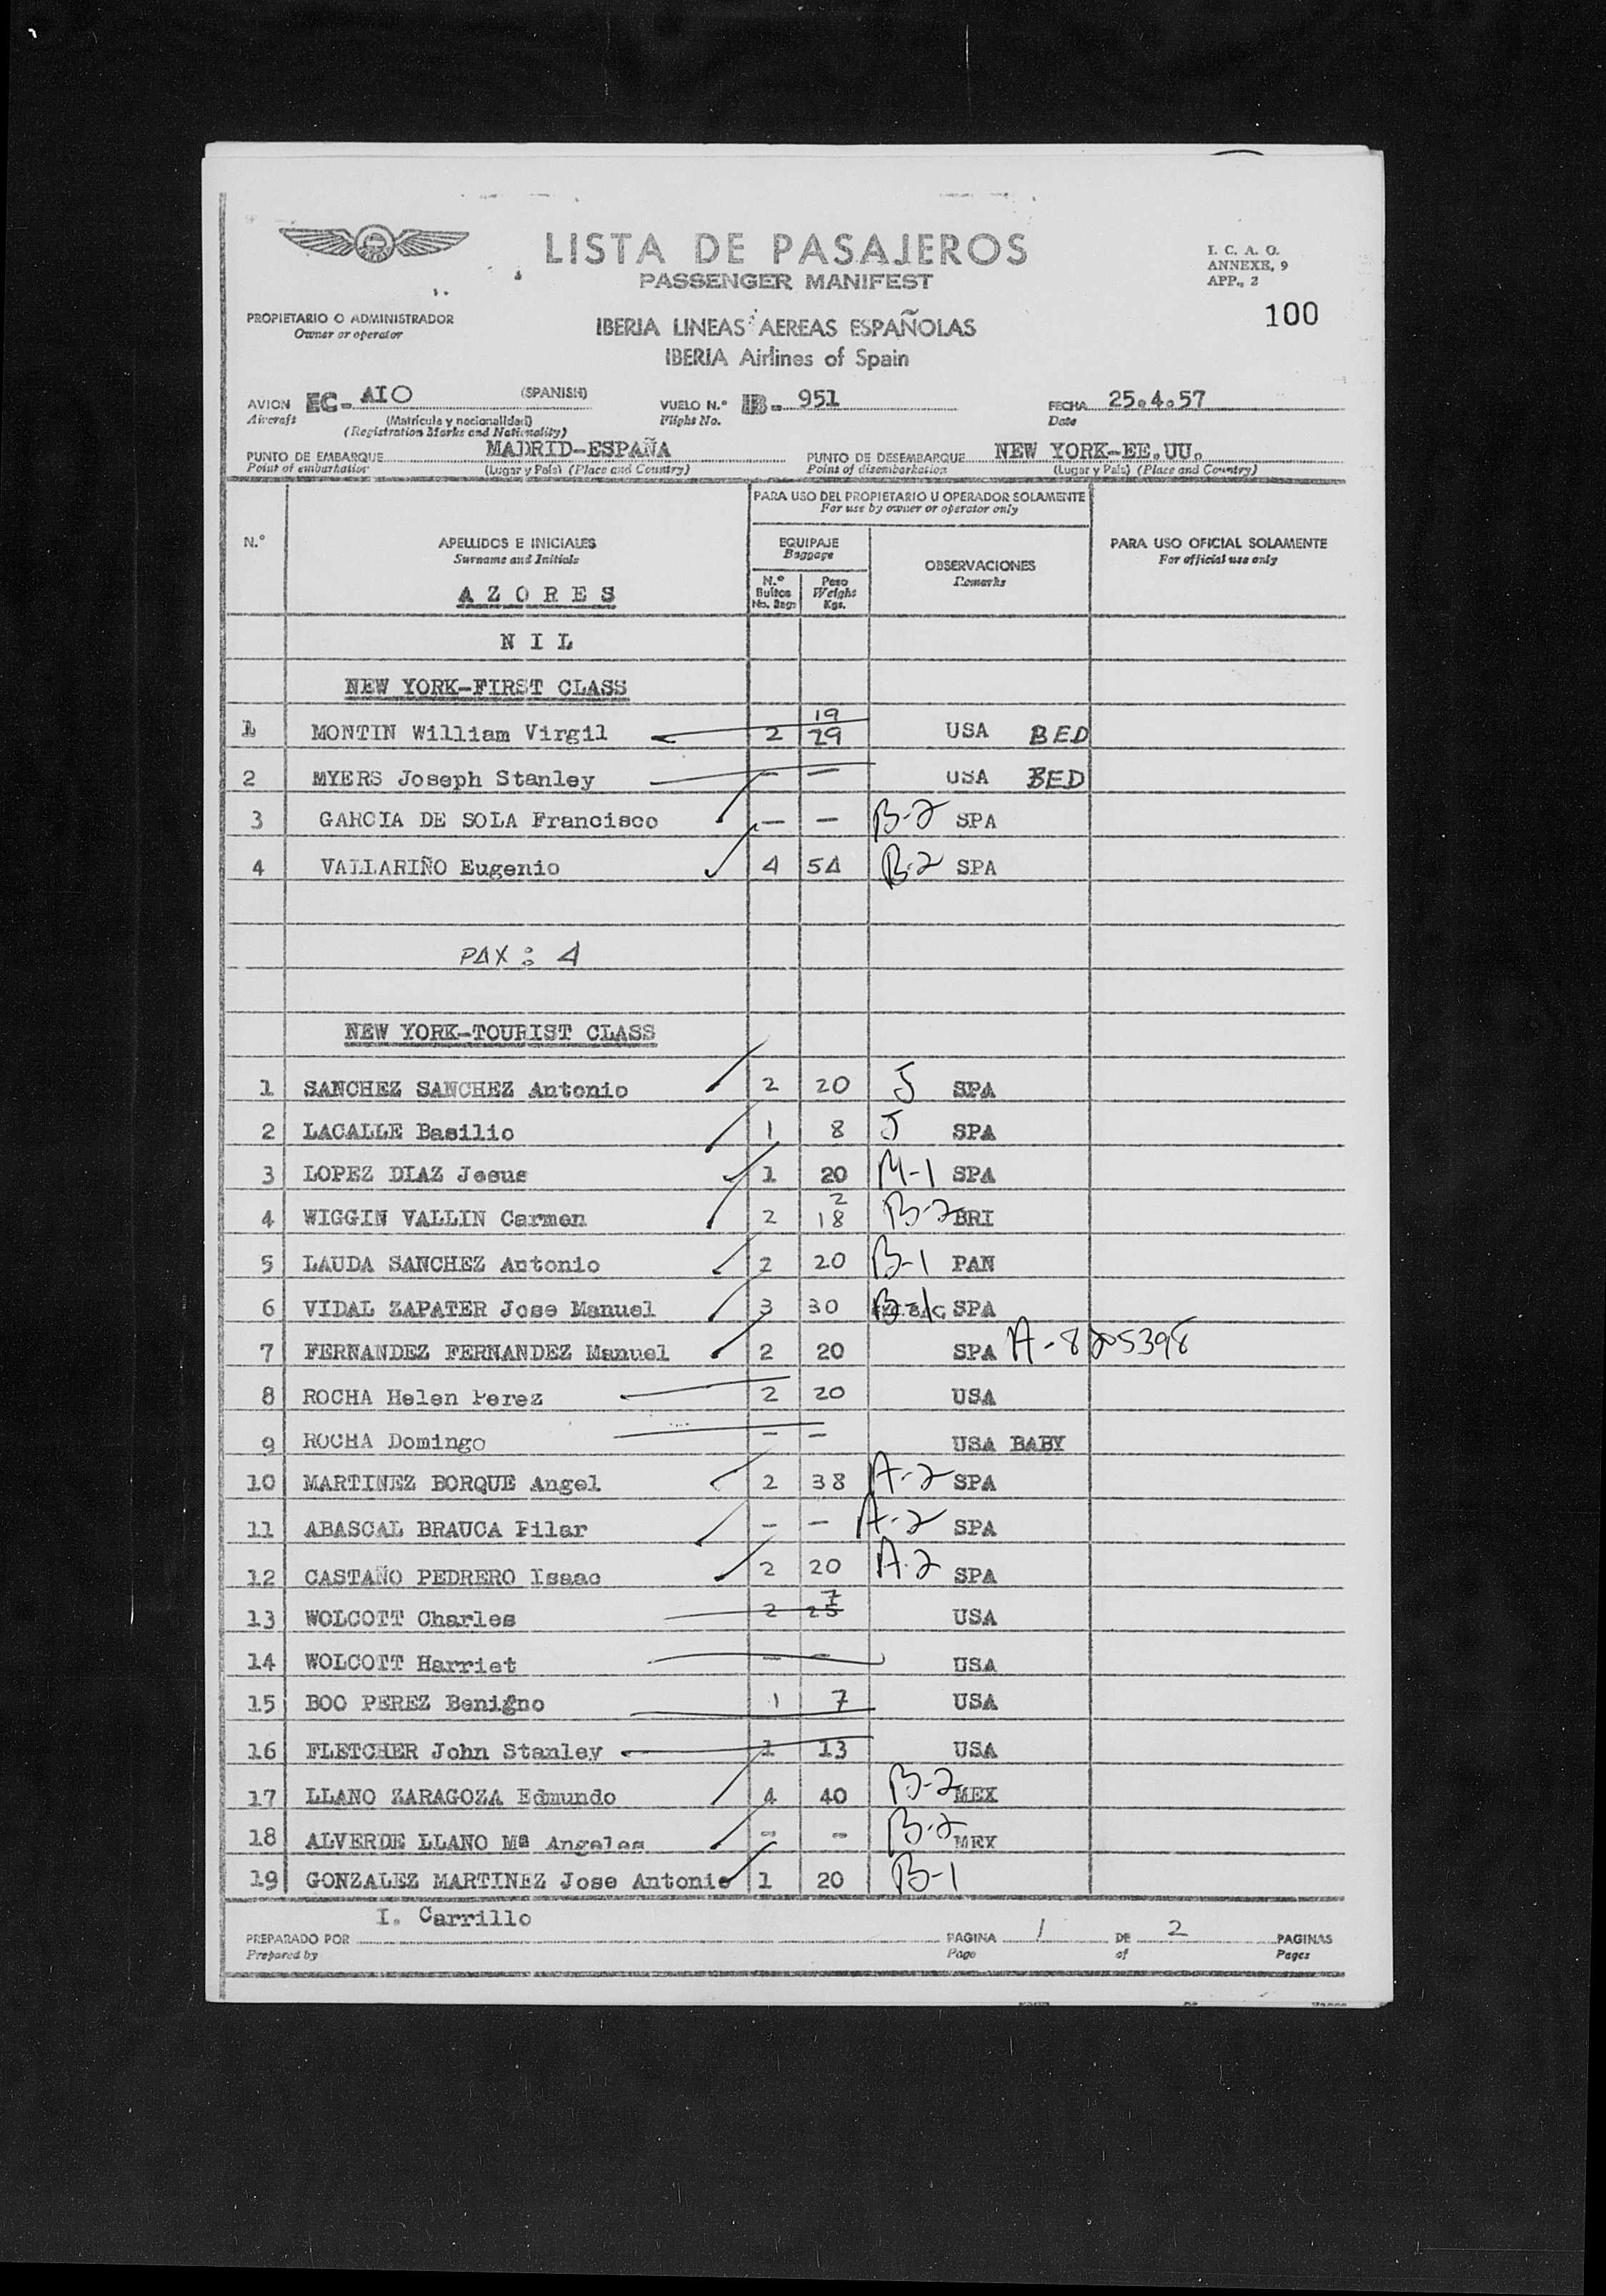 LISTA DE PASAJEROS
PASSENGER MANIFEST
I. C. A. O.
ANNEXE, 9
APP., 2
100
PROPIETARIO O ADMINISTRADOR
Owner or operator
IBERIA LINEAS AEREAS ESPAÑOLAS
IBERIA Airlines of Spain
AVION EC- AIO (SPANISH) VUELO N.° IB- 951 FECHA 25.4.57
Aircraft (Matrícula y nacionalidad) Flight No. Date
(Registration Marks and Nationality)
PUNTO DE EMBARQUE MADRID-ESPAÑA PUNTO DE DESEMBARQUE NEW YORK-EE.UU.
Point of embarkation (Lugar y País) (Place and Country) Point of disembarkation (Lugar y País) (Place and Country)
PARA USO DEL PROPIETARIO U OPERADOR SOLAMENTE
For use by owner or operator only
N.° APELLIDOS E INICIALES EQUIPAJE OBSERVACIONES PARA USO OFICIAL SOLAMENTE
Surname and Initials Baggage Remarks For official use only
N.° Bultos Peso
No. Bags Weight Kgs.
AZORES
NIL
NEW YORK-FIRST CLASS
19
1 MONTIN William Virgil 2 29 USA BED
2 MYERS Joseph Stanley - - USA BED
3 GARCIA DE SOLA Francisco - - B-2 SPA
4 VALLARIÑO Eugenio 4 54 B-2 SPA
PAX: 4
NEW YORK-TOURIST CLASS
1 SANCHEZ SANCHEZ Antonio 2 20 J SPA
2 LACALLE Basilio 1 8 J SPA
3 LOPEZ DIAZ Jesus 1 20 M-1 SPA
2
4 WIGGIN VALLIN Carmen 2 18 B-2 BRI
5 LAUDA SANCHEZ Antonio 2 20 B-1 PAN
6 VIDAL ZAPATER Jose Manuel 3 30 B-1 SPA
7 FERNANDEZ FERNANDEZ Manuel 2 20 SPA A-8205398
8 ROCHA Helen Perez 2 20 USA
9 ROCHA Domingo - - USA BABY
10 MARTINEZ BORQUE Angel 2 38 A-2 SPA
11 ABASCAL BRAUCA Pilar - - A-2 SPA
12 CASTAÑO PEDRERO Isaac 2 20 A-2 SPA
7
13 WOLCOTT Charles 2 25 USA
14 WOLCOTT Harriet - - USA
15 BOO PEREZ Benigno 1 7 USA
16 FLETCHER John Stanley 1 13 USA
17 LLANO ZARAGOZA Edmundo 4 40 B-2 MEX
18 ALVERDE LLANO Mª Angeles - - B-2 MEX
19 GONZALEZ MARTINEZ Jose Antonio 1 20 B-1
I. Carrillo
PREPARADO POR PAGINA 1 DE 2 PAGINAS
Prepared by Page of Pages